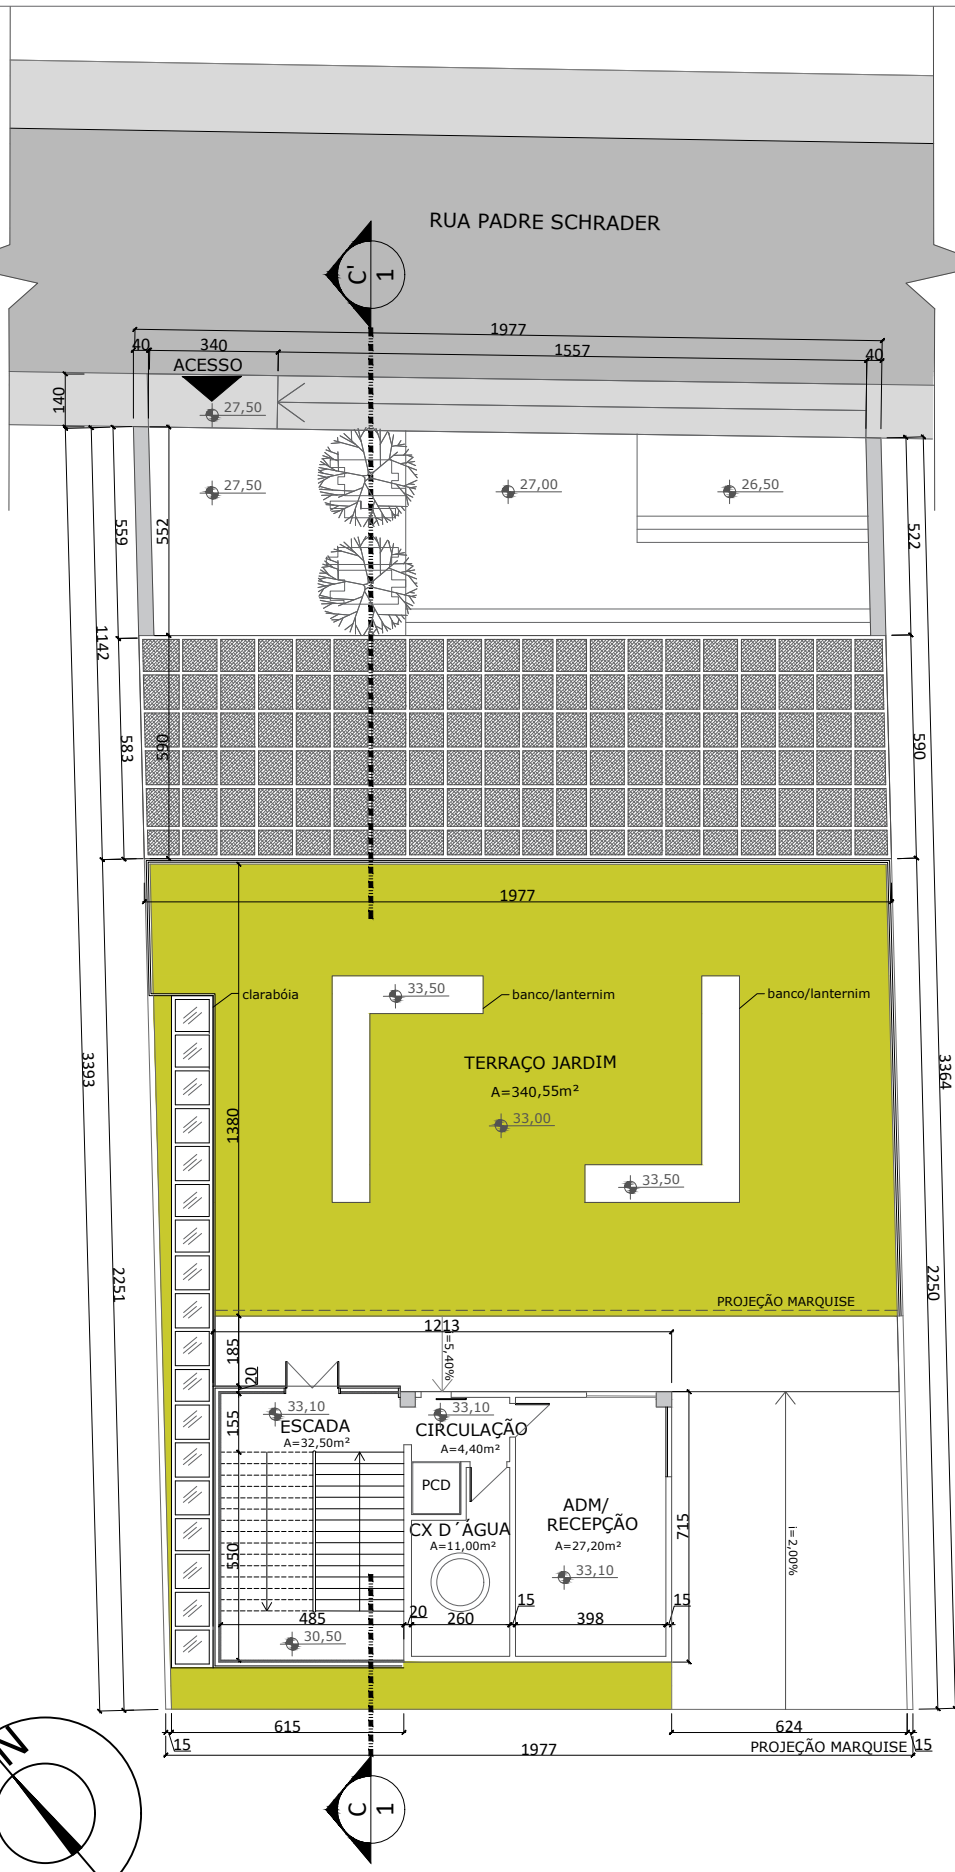 RUA PADRE SCHRADER
C'
1
1977
40
340
1557
40
ACESSO
140
27,50
27,50
27,00
26,50
559
552
522
1142
583
590
590
1977
clarabóia
33,50
banco/lanternim
banco/lanternim
TERRAÇO JARDIM
A=340,55m²
33,00
3393
3364
1380
33,50
2251
2250
PROJEÇÃO MARQUISE
1213
185
i=5,40%
20
33,10
33,10
155
ESCADA
A=32,50m²
CIRCULAÇÃO
A=4,40m²
PCD
ADM/
RECEPÇÃO
A=27,20m²
CX D´ÁGUA
A=11,00m²
715
i=2,00%
550
33,10
15
15
20
485
260
398
30,50
615
624
15
1977
PROJEÇÃO MARQUISE
15
N
C
1